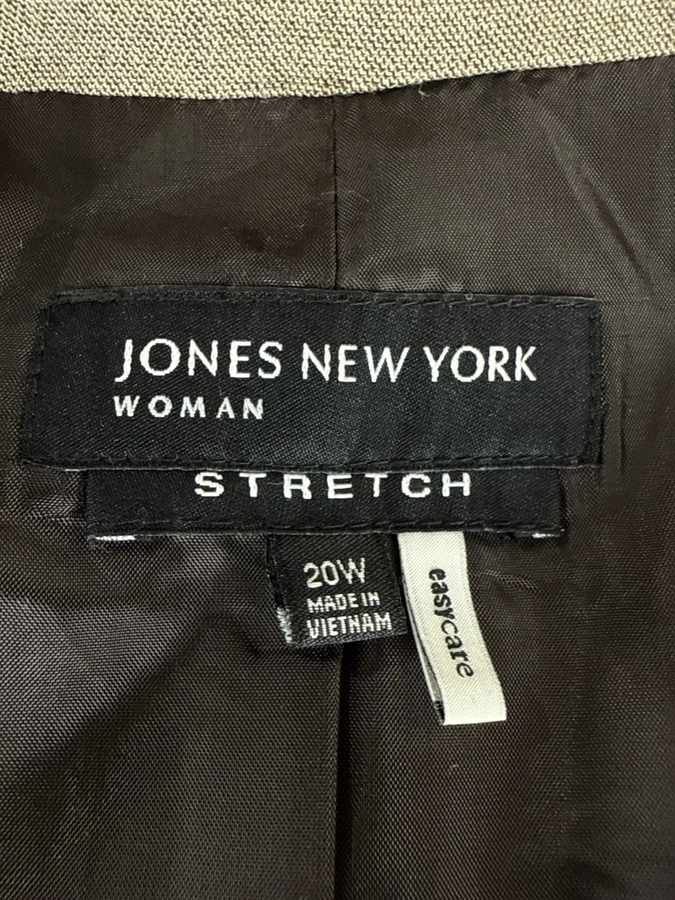 JONES NEW YORK
WOMAN
STRETCH
20W
MADE IN
VIETNAM
easycare